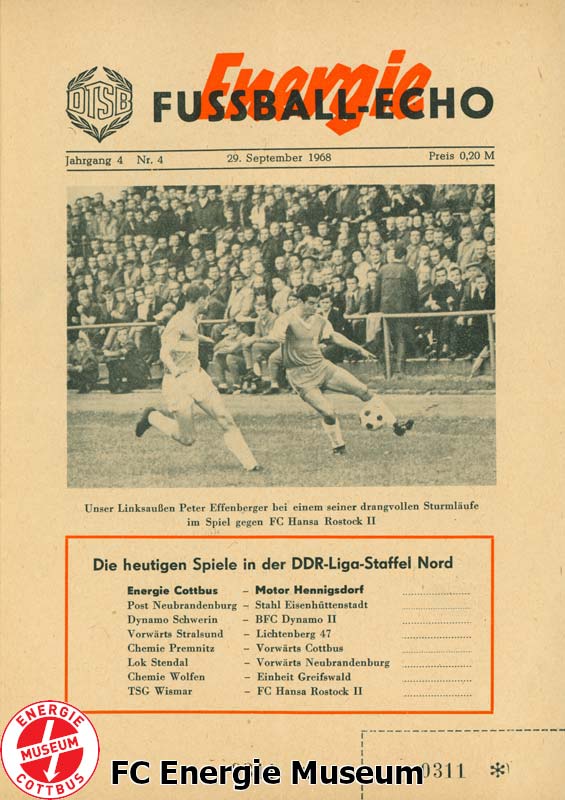 DTSB
Energie
FUSSBALL-ECHO
Jahrgang 4 Nr. 4 29. September 1968 Preis 0,20 M
Unser Linksaußen Peter Effenberger bei einem seiner drangvollen Sturmläufe
im Spiel gegen FC Hansa Rostock II
Die heutigen Spiele in der DDR-Liga-Staffel Nord
Energie Cottbus – Motor Hennigsdorf
Post Neubrandenburg – Stahl Eisenhüttenstadt
Dynamo Schwerin – BFC Dynamo II
Vorwärts Stralsund – Lichtenberg 47
Chemie Premnitz – Vorwärts Cottbus
Lok Stendal – Vorwärts Neubrandenburg
Chemie Wolfen – Einheit Greifswald
TSG Wismar – FC Hansa Rostock II
ENERGIE
MUSEUM
COTTBUS
FC Energie Museum
0311 *